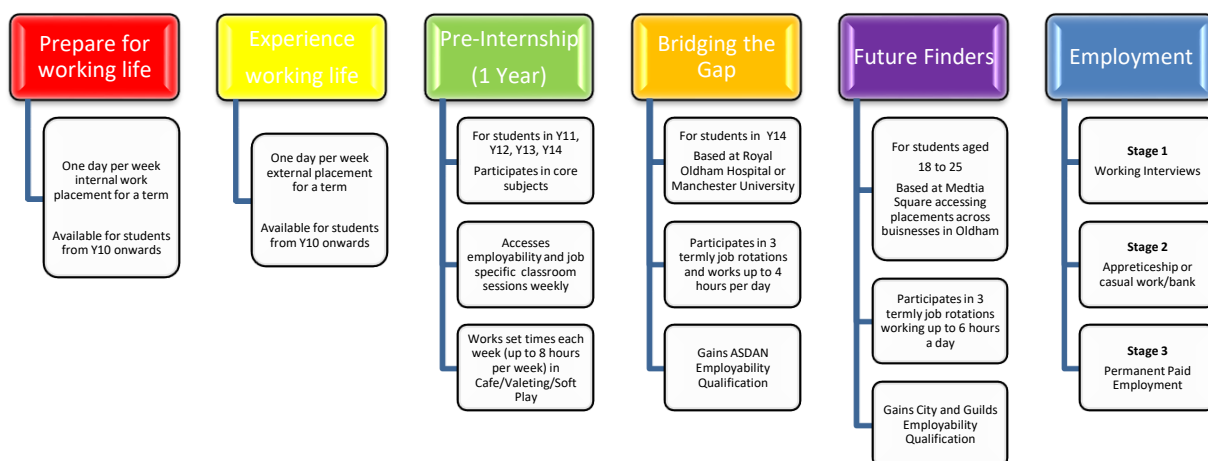 Prepare for
working life
One day per week
internal work
placement for a term
Available for students
from Y10 onwards
Experience
working life
One day per week
external placement
for a term
Available for students
from Y10 onwards
Pre-Internship
(1 Year)
For students in Y11,
Y12, Y13, Y14
Participates in core
subjects
Accesses
employability and job
specific classroom
sessions weekly
Works set times each
week (up to 8 hours
per week) in
Cafe/Valeting/Soft
Play
Bridging the
Gap
For students in Y14
Based at Royal
Oldham Hospital or
Manchester University
Participates in 3
termly job rotations
and works up to 4
hours per day
Gains ASDAN
Employability
Qualification
Future Finders
For students aged
18 to 25
Based at Medtia
Square accessing
placements across
buisnesses in Oldham
Participates in 3
termly job rotations
working up to 6 hours
a day
Gains City and Guilds
Employability
Qualification
Employment
Stage 1
Working Interviews
Stage 2
Appreticeship or
casual work/bank
Stage 3
Permanent Paid
Employment